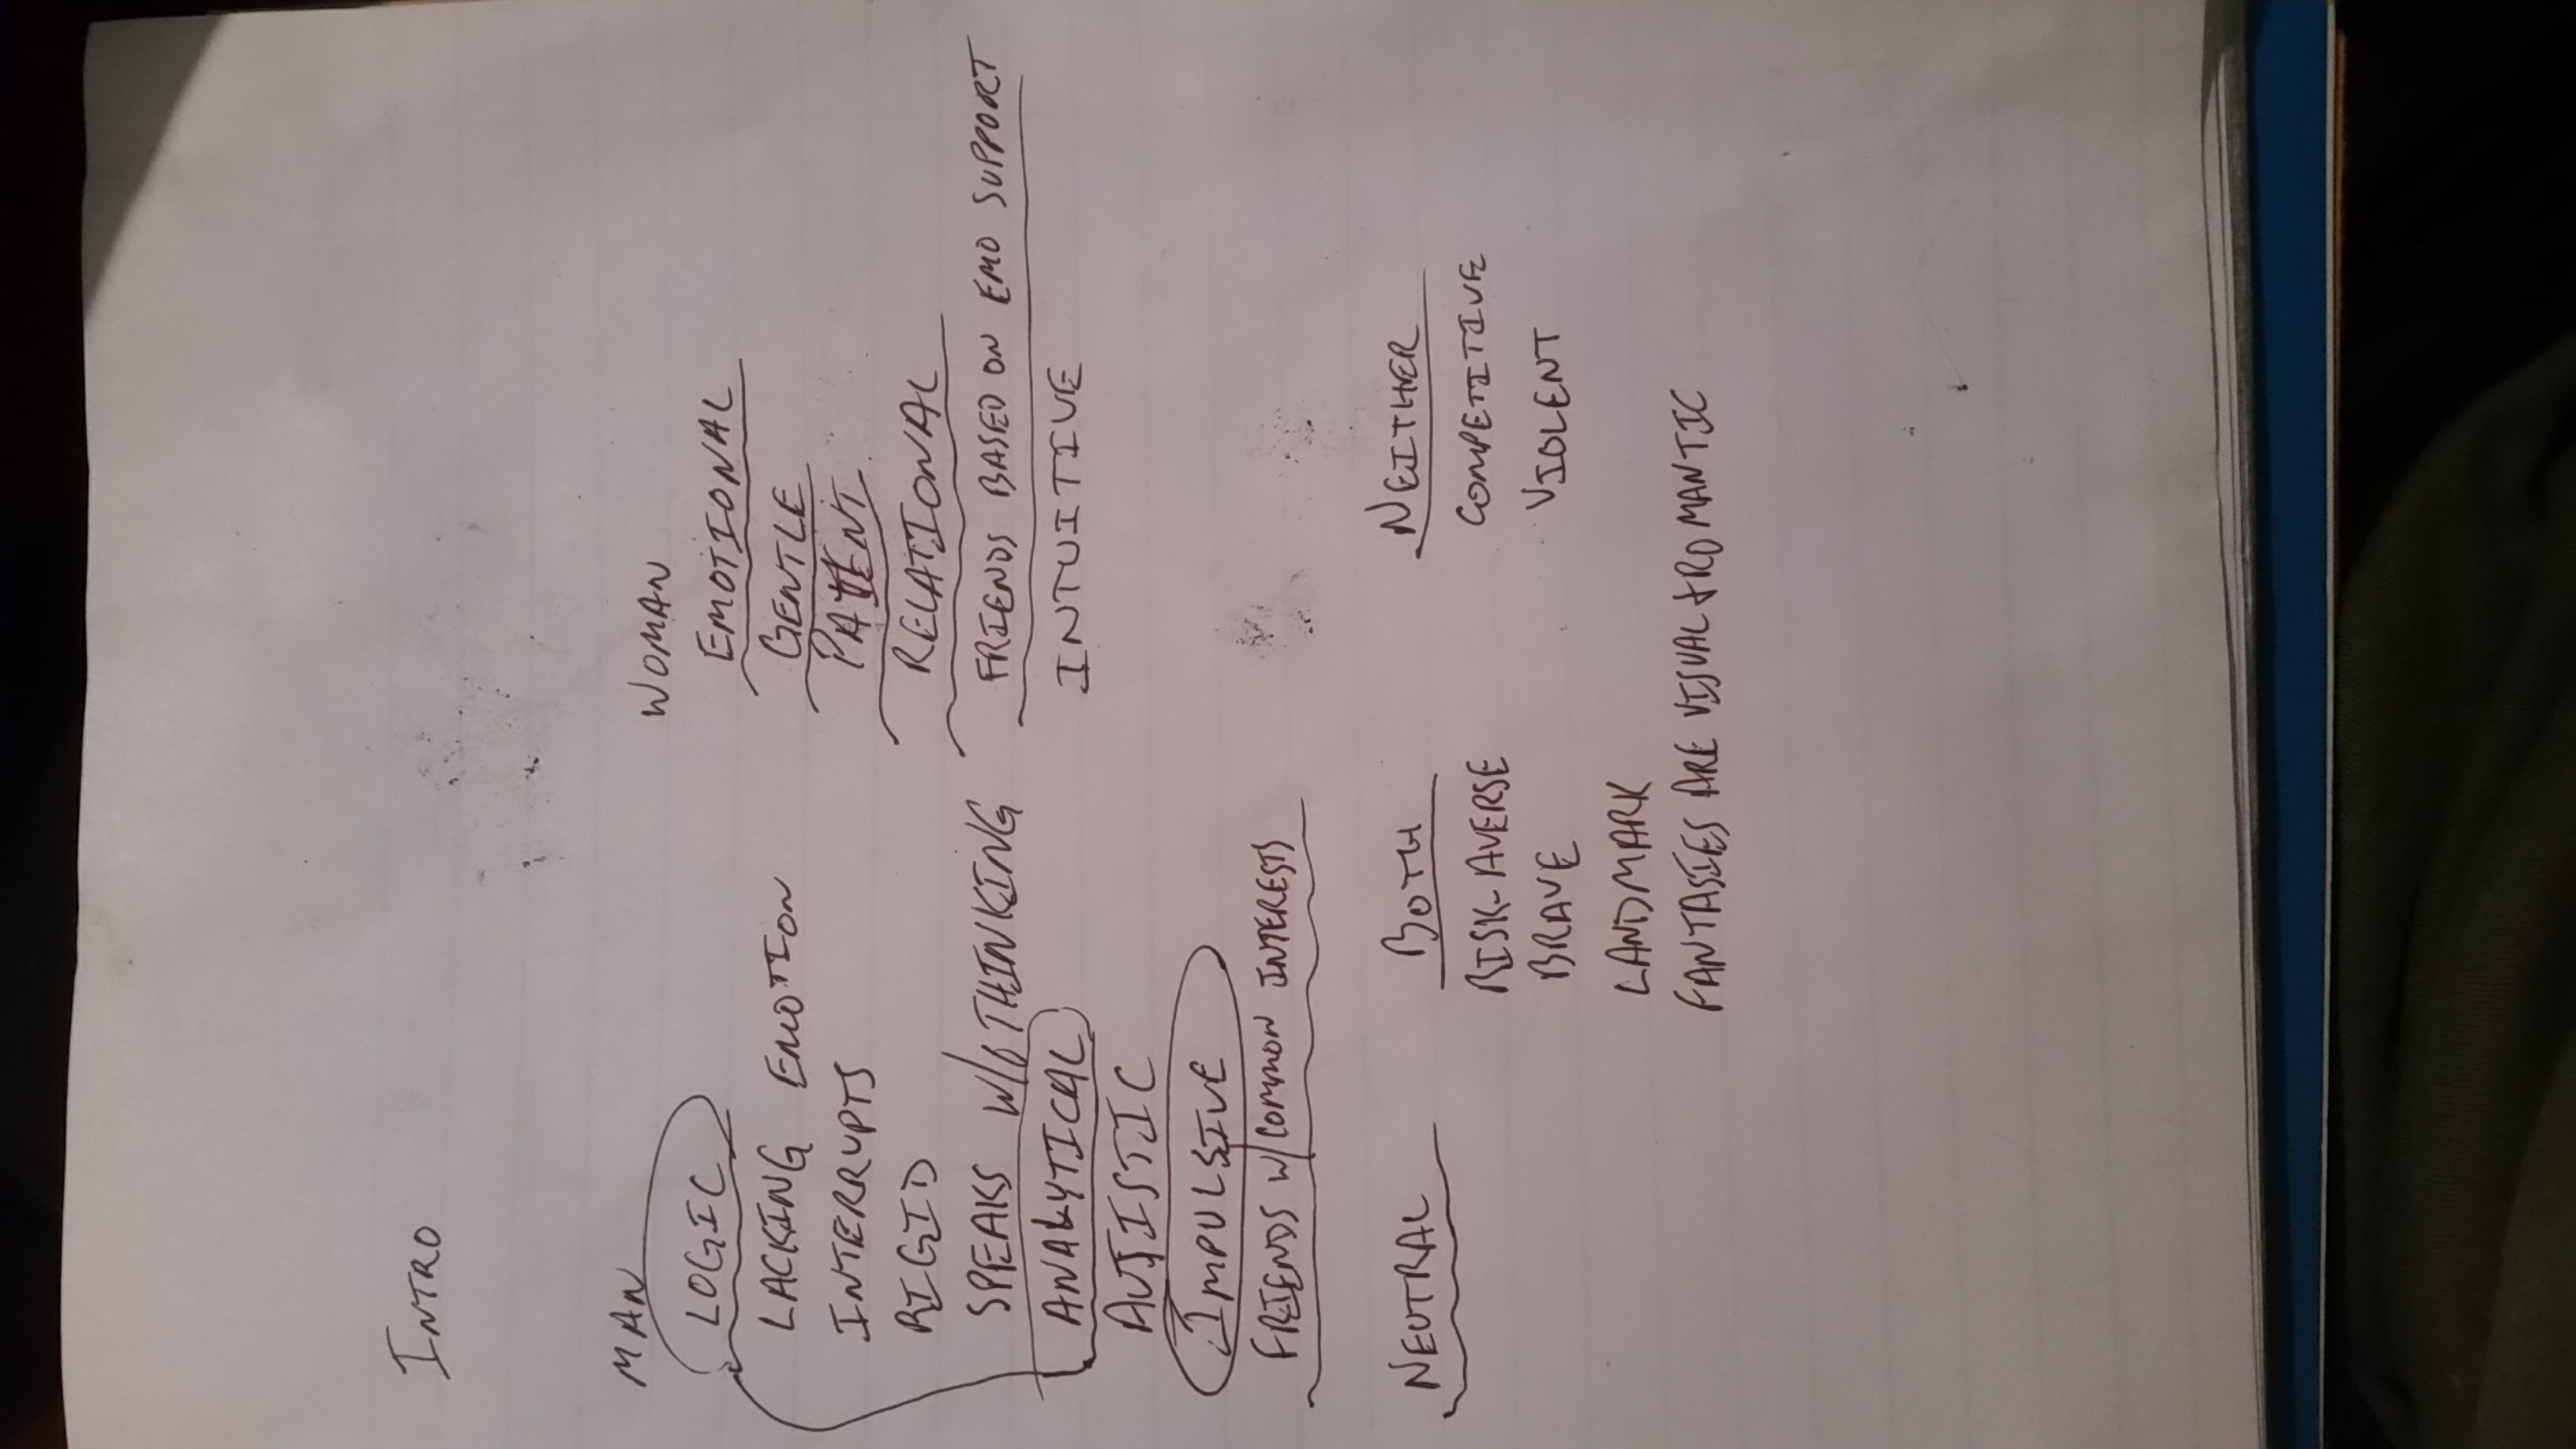 INTRO
MAN
LOGIC
LACKING EMOTION
INTERRUPTS
RIGID
SPEAKS W/O THINKING
ANALYTICAL
AUTISTIC
IMPULSIVE
FRIENDS W/ COMMON INTERESTS
WOMAN
EMOTIONAL
GENTLE
PATIENT
RELATIONAL
FRIENDS BASED ON EMO SUPPORT
INTUITIVE
NEUTRAL
BOTH
RISK-AVERSE
BRAVE
LANDMARK
FANTASIES ARE VISUAL & ROMANTIC
NEITHER
COMPETITIVE
VIOLENT